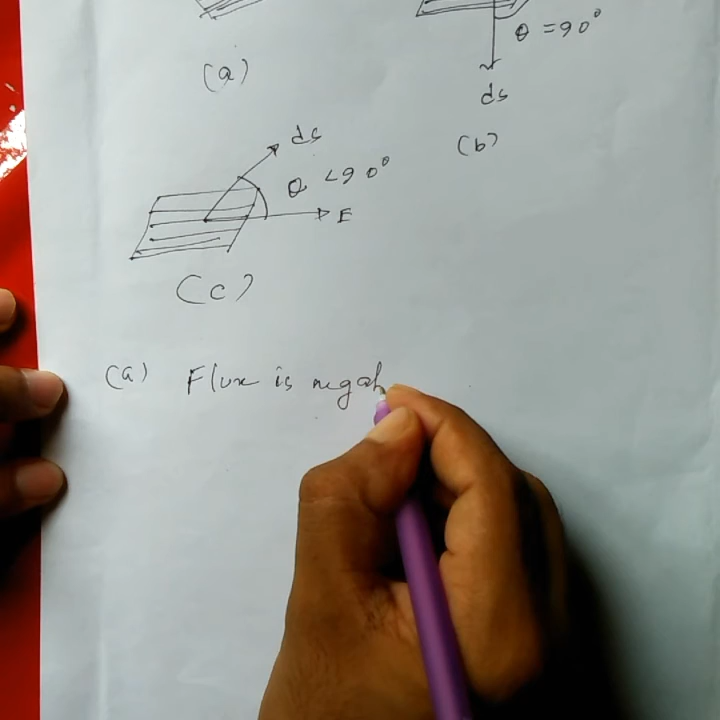 θ = 90°
(a)
ds
(b)
ds
θ < 90°
E
(c)
(a) Flux is